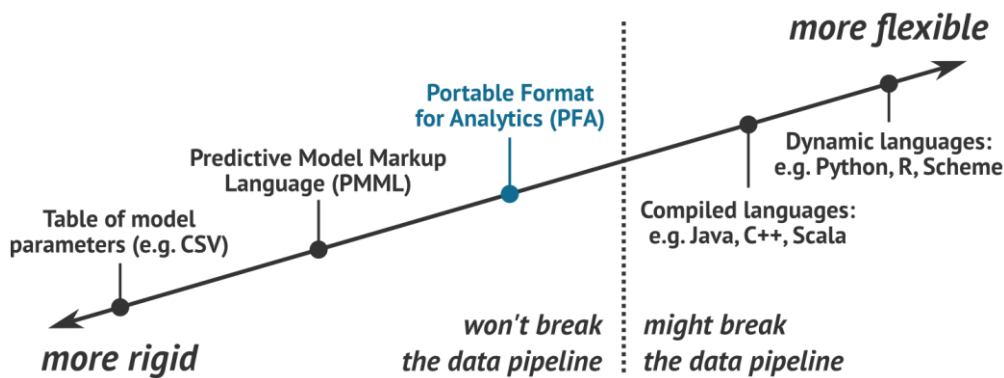 more flexible
Portable Format
for Analytics (PFA)
Dynamic languages:
e.g. Python, R, Scheme
Predictive Model Markup
Language (PMML)
Compiled languages:
e.g. Java, C++, Scala
Table of model
parameters (e.g. CSV)
more rigid
won't break
the data pipeline
might break
the data pipeline